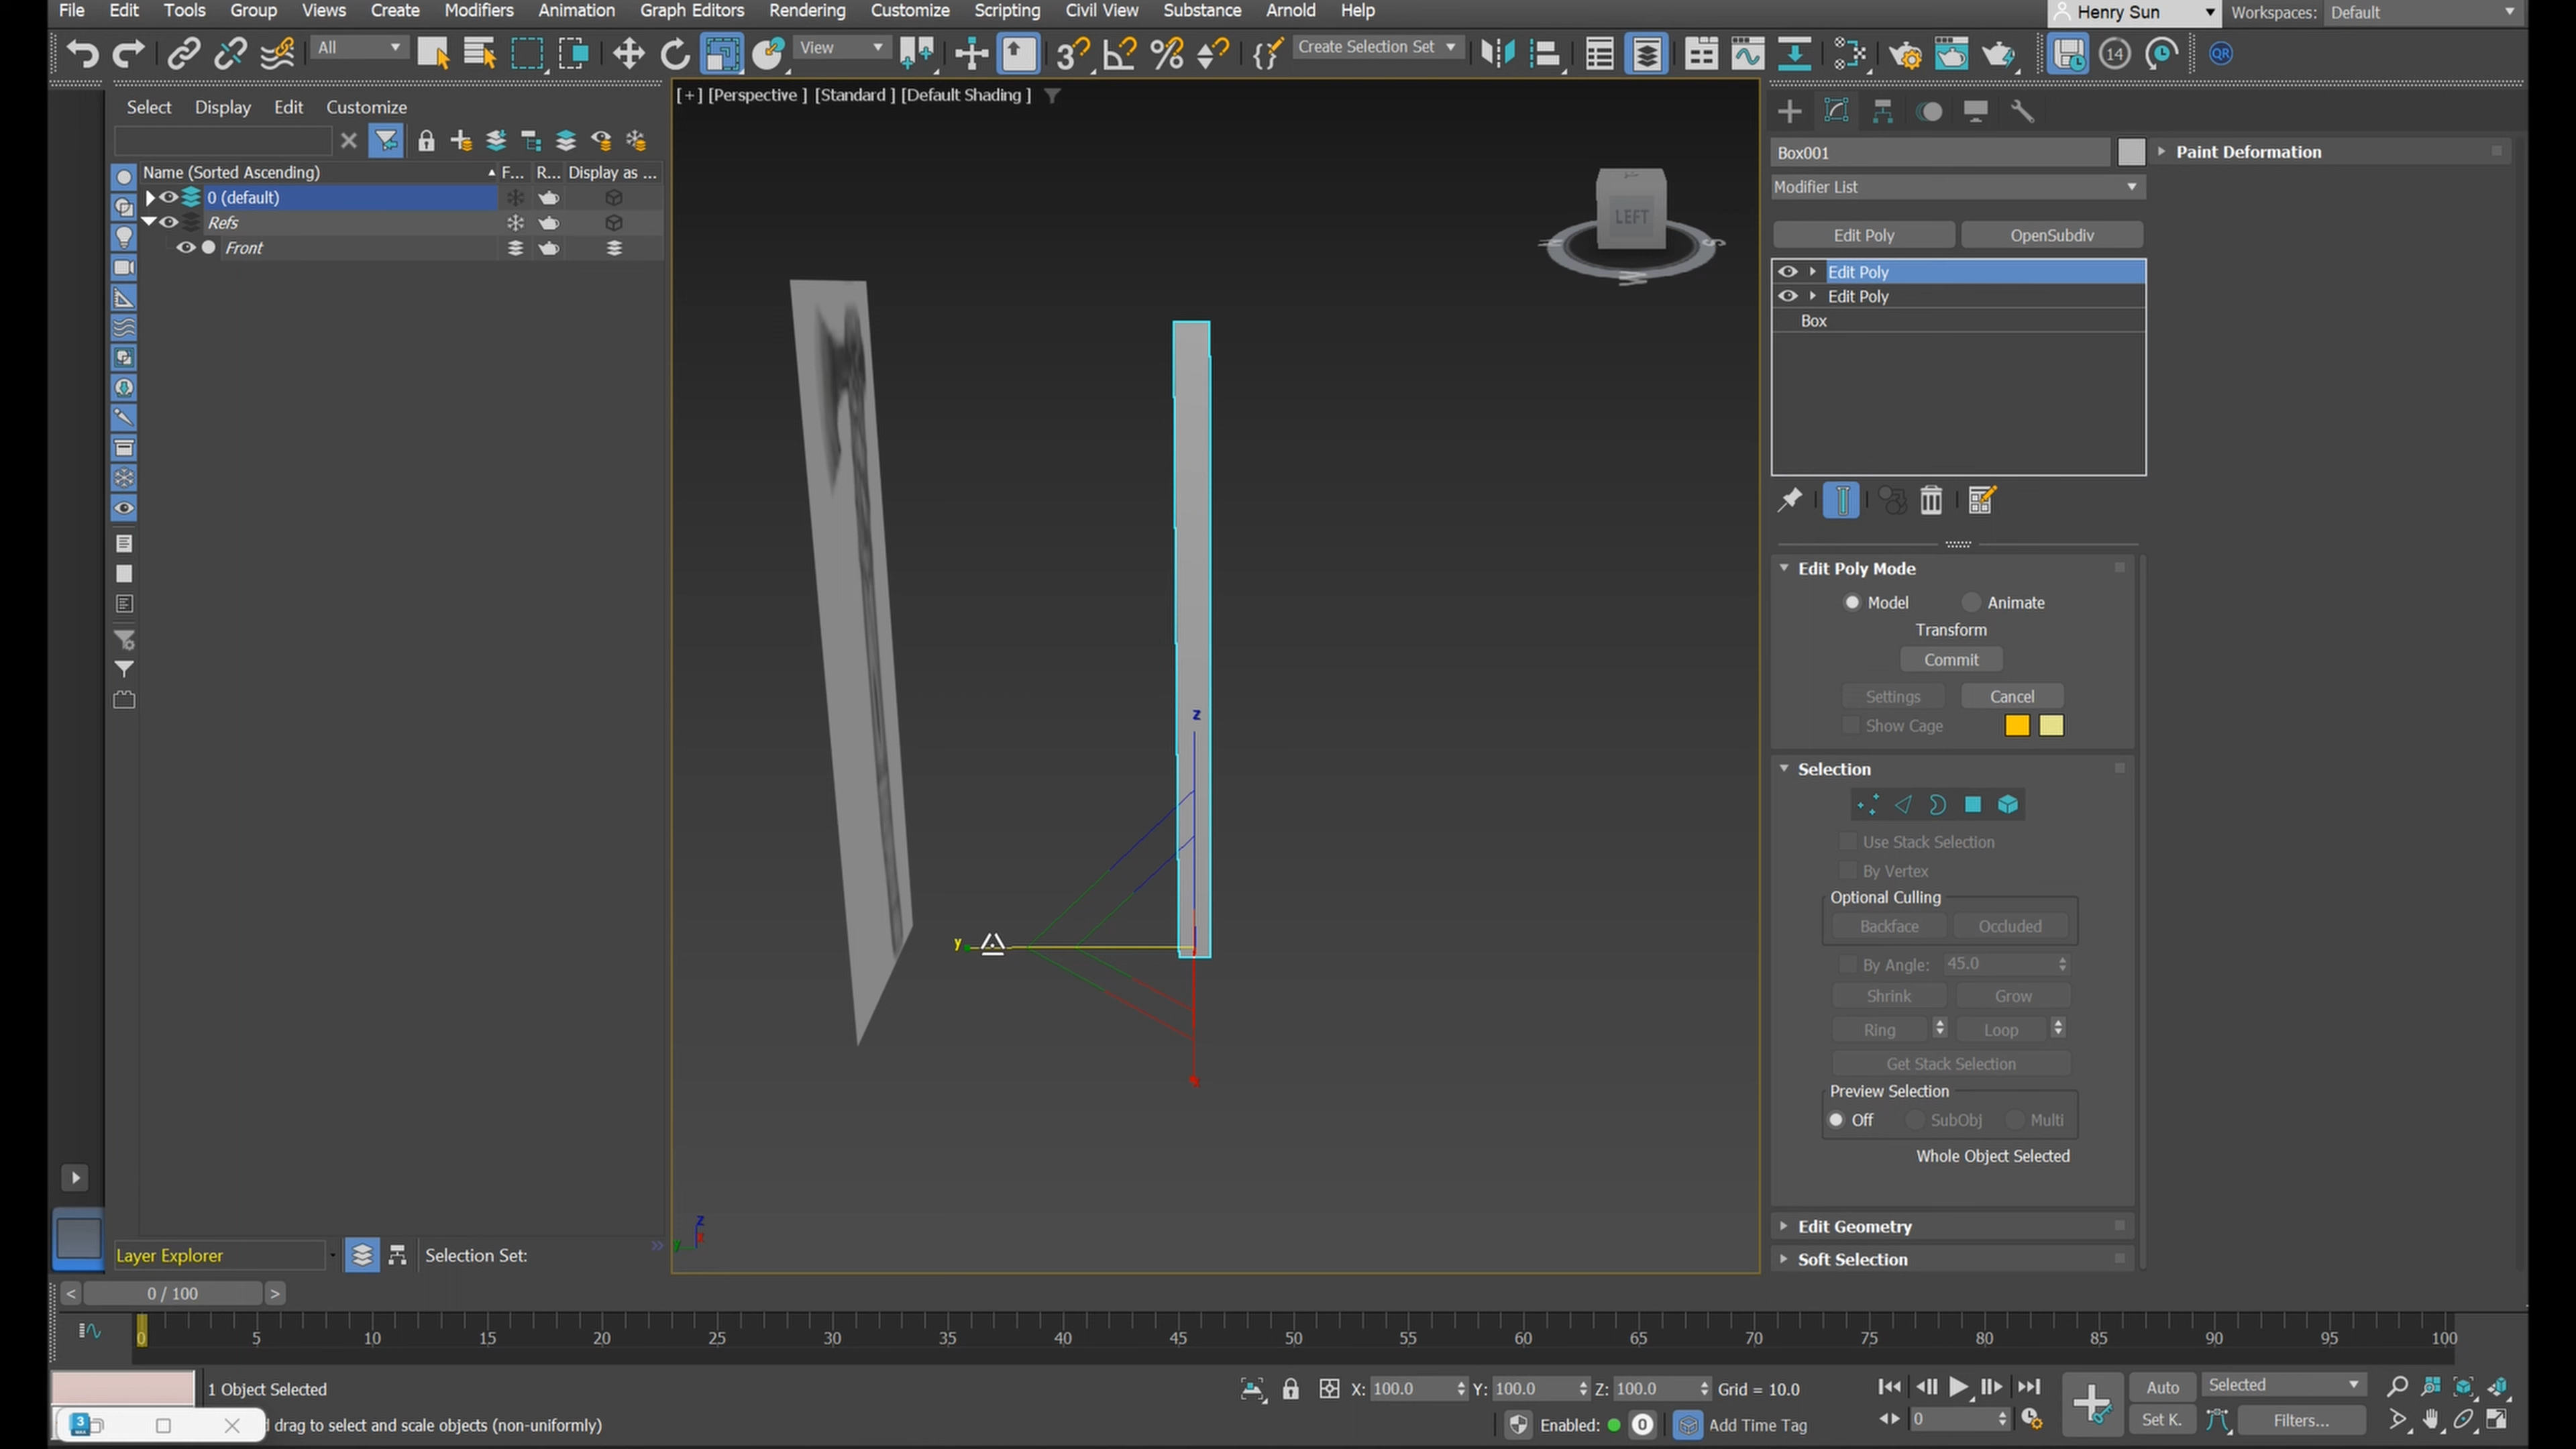 File Edit Tools Group Views Create Modifiers Animation Graph Editors Rendering Customize Scripting Civil View Substance Arnold Help
Henry Sun Workspaces: Default
All View Create Selection Set 14 QR
Select Display Edit Customize
[+] [Perspective ] [Standard ] [Default Shading ]
Name (Sorted Ascending) F... R... Display as ...
0 (default)
Refs
Front
LEFT
S
W
z
y
z
y x
Box001
Paint Deformation
Modifier List
Edit Poly OpenSubdiv
Edit Poly
Edit Poly
Box
Edit Poly Mode
Model Animate
Transform
Commit
Settings Cancel
Show Cage
Selection
Use Stack Selection
By Vertex
Optional Culling
Backface Occluded
By Angle: 45.0
Shrink Grow
Ring Loop
Get Stack Selection
Preview Selection
Off SubObj Multi
Whole Object Selected
Edit Geometry
Soft Selection
Layer Explorer Selection Set:
< 0 / 100 >
0 5 10 15 20 25 30 35 40 45 50 55 60 65 70 75 80 85 90 95 100
1 Object Selected X: 100.0 Y: 100.0 Z: 100.0 Grid = 10.0 Auto Selected
drag to select and scale objects (non-uniformly) Enabled: 0 Add Time Tag 0 Set K. Filters...